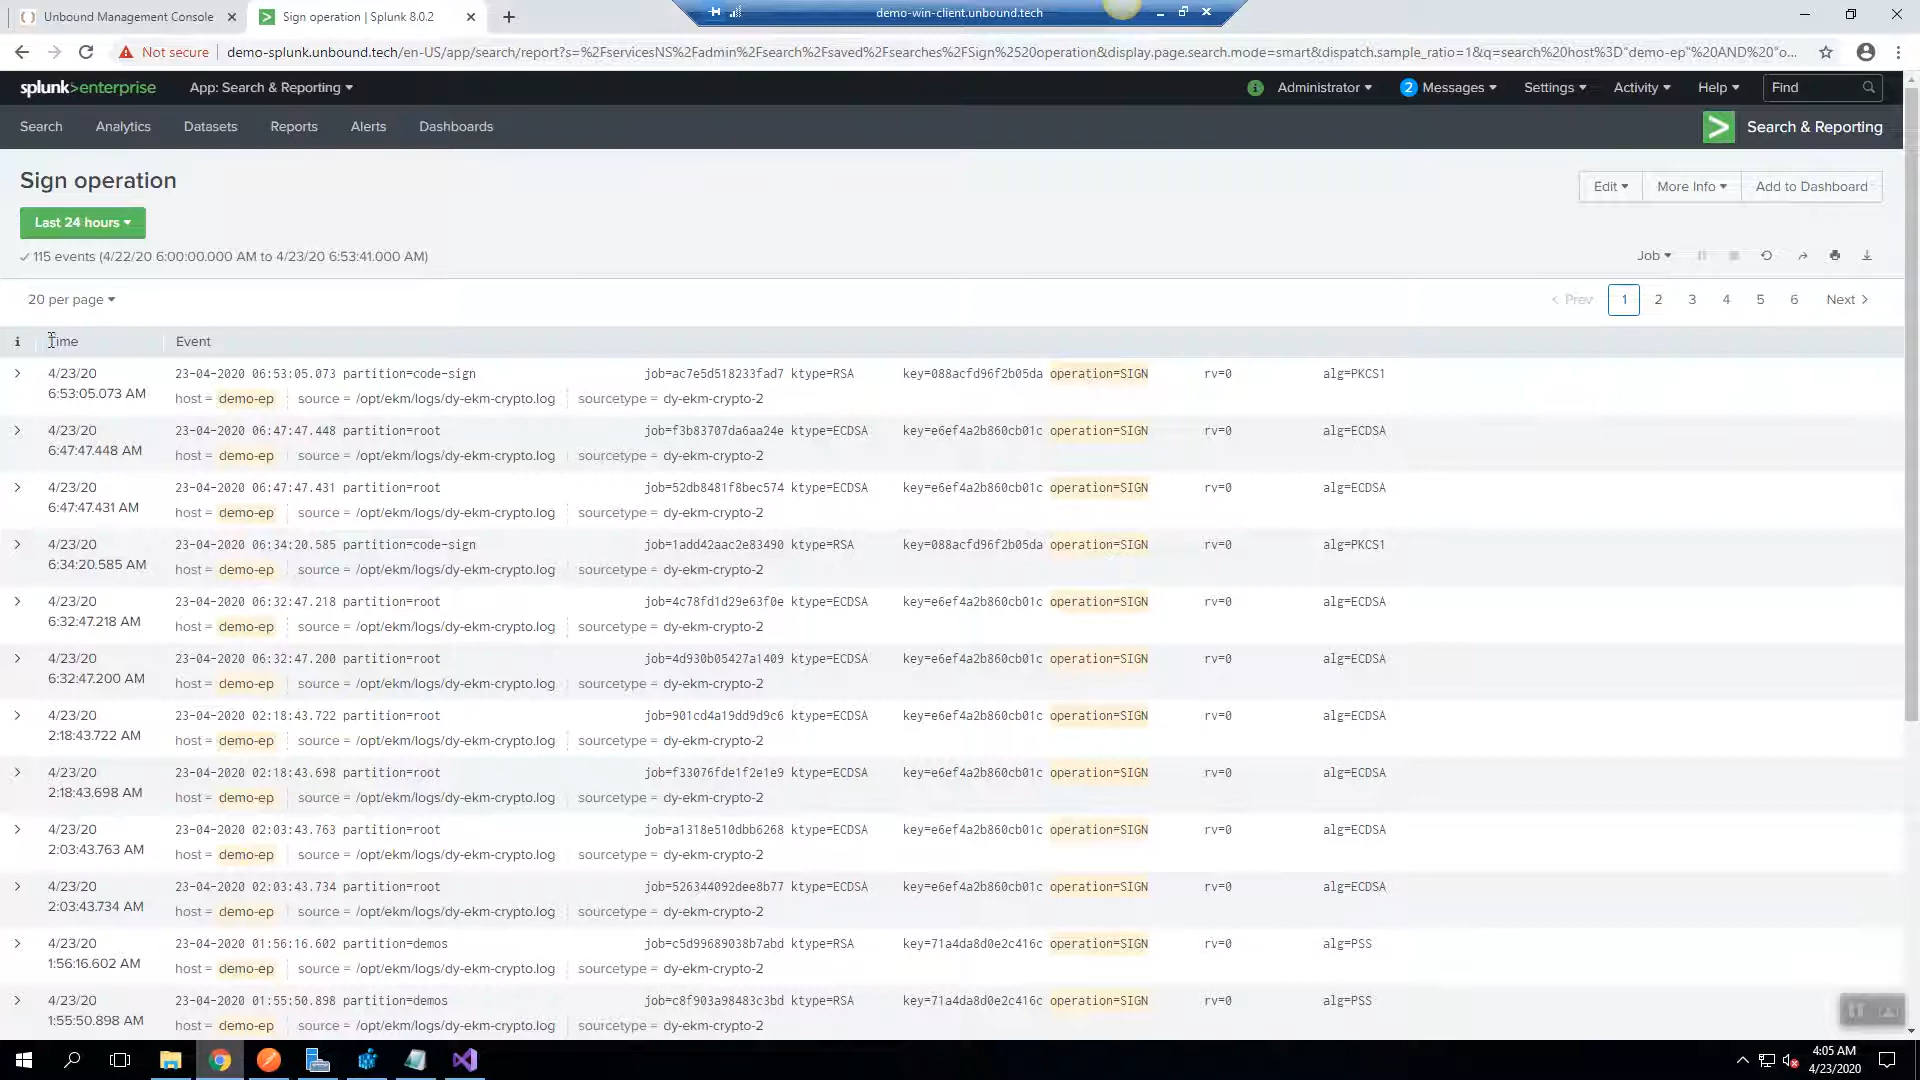 Unbound Management Console
Sign operation | Splunk 8.0.2
demo-win-client.unbound.tech
Not secure
demo-splunk.unbound.tech/en-US/app/search/report?s=%2FservicesNS%2Fadmin%2Fsearch%2Fsaved%2Fsearches%2FSign%2520operation&display.page.search.mode=smart&dispatch.sample_ratio=1&q=search%20host%3D"demo-ep"%20AND%20"o...
splunk>enterprise App: Search & Reporting
Administrator 2 Messages Settings Activity Help Find
Search Analytics Datasets Reports Alerts Dashboards
Search & Reporting
Sign operation
Edit More Info Add to Dashboard
Last 24 hours
115 events (4/22/20 6:00:00.000 AM to 4/23/20 6:53:41.000 AM)
Job
20 per page
< Prev 1 2 3 4 5 6 Next >
i Time Event
4/23/20 23-04-2020 06:53:05.073 partition=code-sign job=ac7e5d518233fad7 ktype=RSA key=088acfd96f2b05da operation=SIGN rv=0 alg=PKCS1
6:53:05.073 AM host = demo-ep source = /opt/ekm/logs/dy-ekm-crypto.log sourcetype = dy-ekm-crypto-2
4/23/20 23-04-2020 06:47:47.448 partition=root job=f3b83707da6aa24e ktype=ECDSA key=e6ef4a2b860cb01c operation=SIGN rv=0 alg=ECDSA
6:47:47.448 AM host = demo-ep source = /opt/ekm/logs/dy-ekm-crypto.log sourcetype = dy-ekm-crypto-2
4/23/20 23-04-2020 06:47:47.431 partition=root job=52db8481f8bec574 ktype=ECDSA key=e6ef4a2b860cb01c operation=SIGN rv=0 alg=ECDSA
6:47:47.431 AM host = demo-ep source = /opt/ekm/logs/dy-ekm-crypto.log sourcetype = dy-ekm-crypto-2
4/23/20 23-04-2020 06:34:20.585 partition=code-sign job=1add42aac2e83490 ktype=RSA key=088acfd96f2b05da operation=SIGN rv=0 alg=PKCS1
6:34:20.585 AM host = demo-ep source = /opt/ekm/logs/dy-ekm-crypto.log sourcetype = dy-ekm-crypto-2
4/23/20 23-04-2020 06:32:47.218 partition=root job=4c78fd1d29e63f0e ktype=ECDSA key=e6ef4a2b860cb01c operation=SIGN rv=0 alg=ECDSA
6:32:47.218 AM host = demo-ep source = /opt/ekm/logs/dy-ekm-crypto.log sourcetype = dy-ekm-crypto-2
4/23/20 23-04-2020 06:32:47.200 partition=root job=4d930b05427a1409 ktype=ECDSA key=e6ef4a2b860cb01c operation=SIGN rv=0 alg=ECDSA
6:32:47.200 AM host = demo-ep source = /opt/ekm/logs/dy-ekm-crypto.log sourcetype = dy-ekm-crypto-2
4/23/20 23-04-2020 02:18:43.722 partition=root job=901cd4a19dd9d9c6 ktype=ECDSA key=e6ef4a2b860cb01c operation=SIGN rv=0 alg=ECDSA
2:18:43.722 AM host = demo-ep source = /opt/ekm/logs/dy-ekm-crypto.log sourcetype = dy-ekm-crypto-2
4/23/20 23-04-2020 02:18:43.698 partition=root job=f33076fde1f2e1e9 ktype=ECDSA key=e6ef4a2b860cb01c operation=SIGN rv=0 alg=ECDSA
2:18:43.698 AM host = demo-ep source = /opt/ekm/logs/dy-ekm-crypto.log sourcetype = dy-ekm-crypto-2
4/23/20 23-04-2020 02:03:43.763 partition=root job=a1318e510dbb6268 ktype=ECDSA key=e6ef4a2b860cb01c operation=SIGN rv=0 alg=ECDSA
2:03:43.763 AM host = demo-ep source = /opt/ekm/logs/dy-ekm-crypto.log sourcetype = dy-ekm-crypto-2
4/23/20 23-04-2020 02:03:43.734 partition=root job=526344092dee8b77 ktype=ECDSA key=e6ef4a2b860cb01c operation=SIGN rv=0 alg=ECDSA
2:03:43.734 AM host = demo-ep source = /opt/ekm/logs/dy-ekm-crypto.log sourcetype = dy-ekm-crypto-2
4/23/20 23-04-2020 01:56:16.602 partition=demos job=c5d99689038b7abd ktype=RSA key=71a4da8d0e2c416c operation=SIGN rv=0 alg=PSS
1:56:16.602 AM host = demo-ep source = /opt/ekm/logs/dy-ekm-crypto.log sourcetype = dy-ekm-crypto-2
4/23/20 23-04-2020 01:55:50.898 partition=demos job=c8f903a98483c3bd ktype=RSA key=71a4da8d0e2c416c operation=SIGN rv=0 alg=PSS
1:55:50.898 AM host = demo-ep source = /opt/ekm/logs/dy-ekm-crypto.log sourcetype = dy-ekm-crypto-2
4:05 AM
4/23/2020